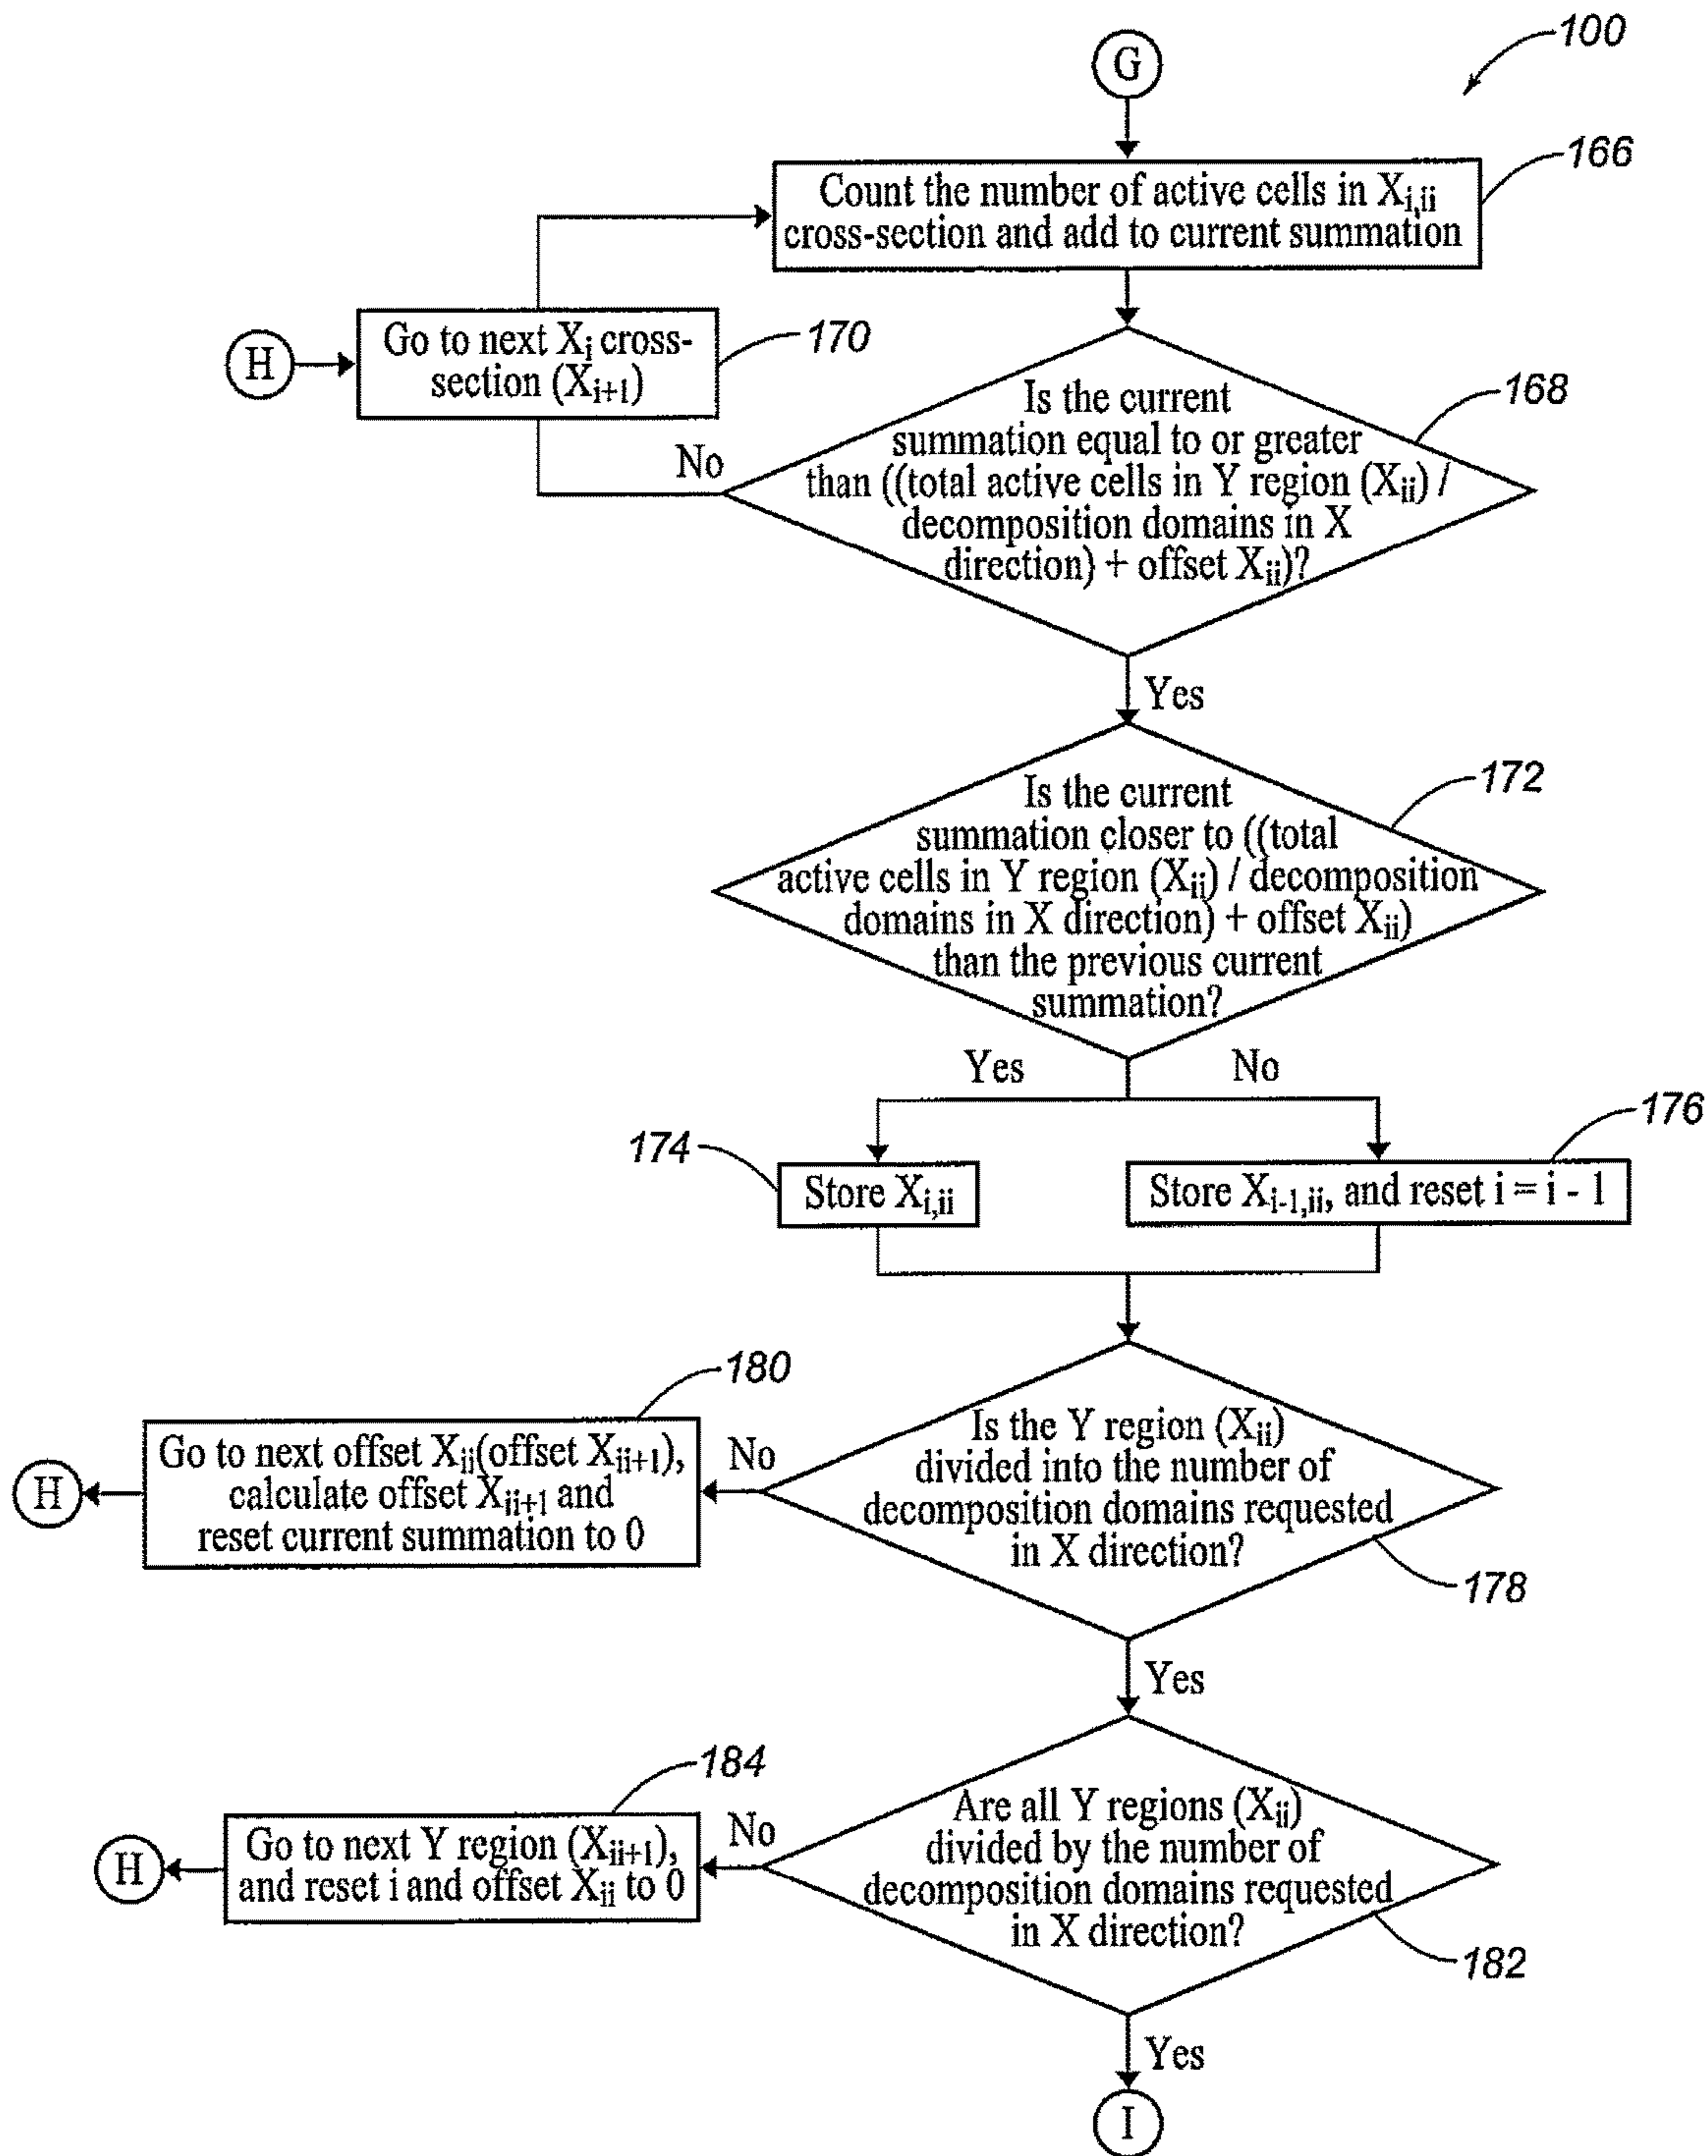 100
G
166
Count the number of active cells in Xi,ii
cross-section and add to current summation
H
Go to next Xi cross-
section (Xi+1)
170
168
Is the current
summation equal to or greater
than ((total active cells in Y region (Xii) /
decomposition domains in X
direction) + offset Xii)?
No
Yes
172
Is the current
summation closer to ((total
active cells in Y region (Xii) / decomposition
domains in X direction) + offset Xii)
than the previous current
summation?
Yes
No
174
176
Store Xi,ii
Store Xi-1,ii, and reset i = i - 1
180
H
Go to next offset Xii(offset Xii+1),
calculate offset Xii+1 and
reset current summation to 0
No
Is the Y region (Xii)
divided into the number of
decomposition domains requested
in X direction?
178
Yes
184
H
Go to next Y region (Xii+1),
and reset i and offset Xii to 0
No
Are all Y regions (Xii)
divided by the number of
decomposition domains requested
in X direction?
182
Yes
I